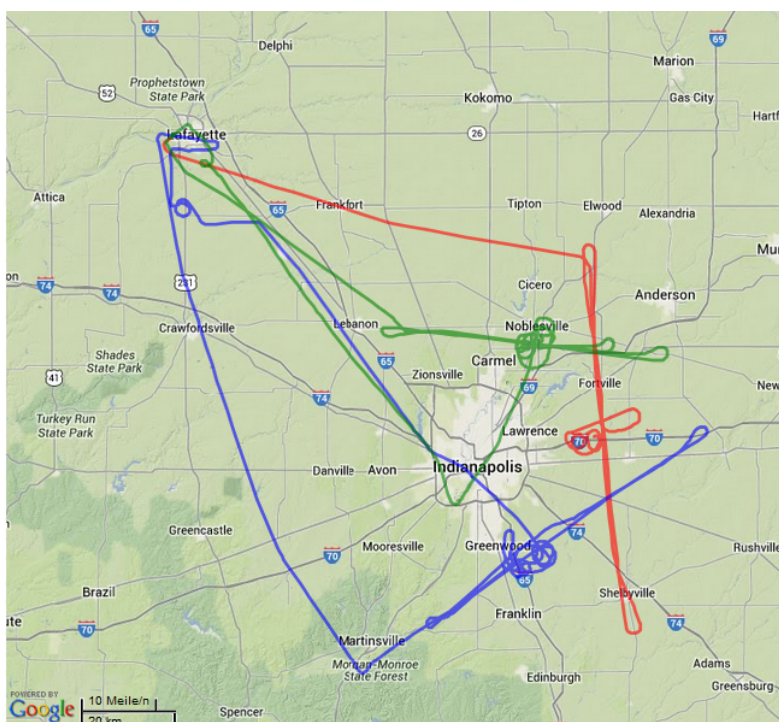 65
69
Delphi
Marion
Prophetstown
State Park
52
Kokomo
Gas City
Lafayette
26
Hartf
Attica
65
Frankfort
Tipton
Elwood
Alexandria
on
74
Mu
74
231
Cicero
Anderson
Crawfordsville
Lebanon
Noblesville
Shades
State Park
65
Carmel
Zionsville
41
69
Fortville
New
74
Turkey Run
State Park
Lawrence
70
70
Danville
Avon
Indianapolis
Greencastle
74
70
Mooresville
Greenwood
Rushville
65
Brazil
Shelbyville
ute
70
Franklin
74
Martinsville
Morgan-Monroe
State Forest
Adams
Edinburgh
Greensburg
Spencer
POWERED BY
Google
10 Meile/n
20 km